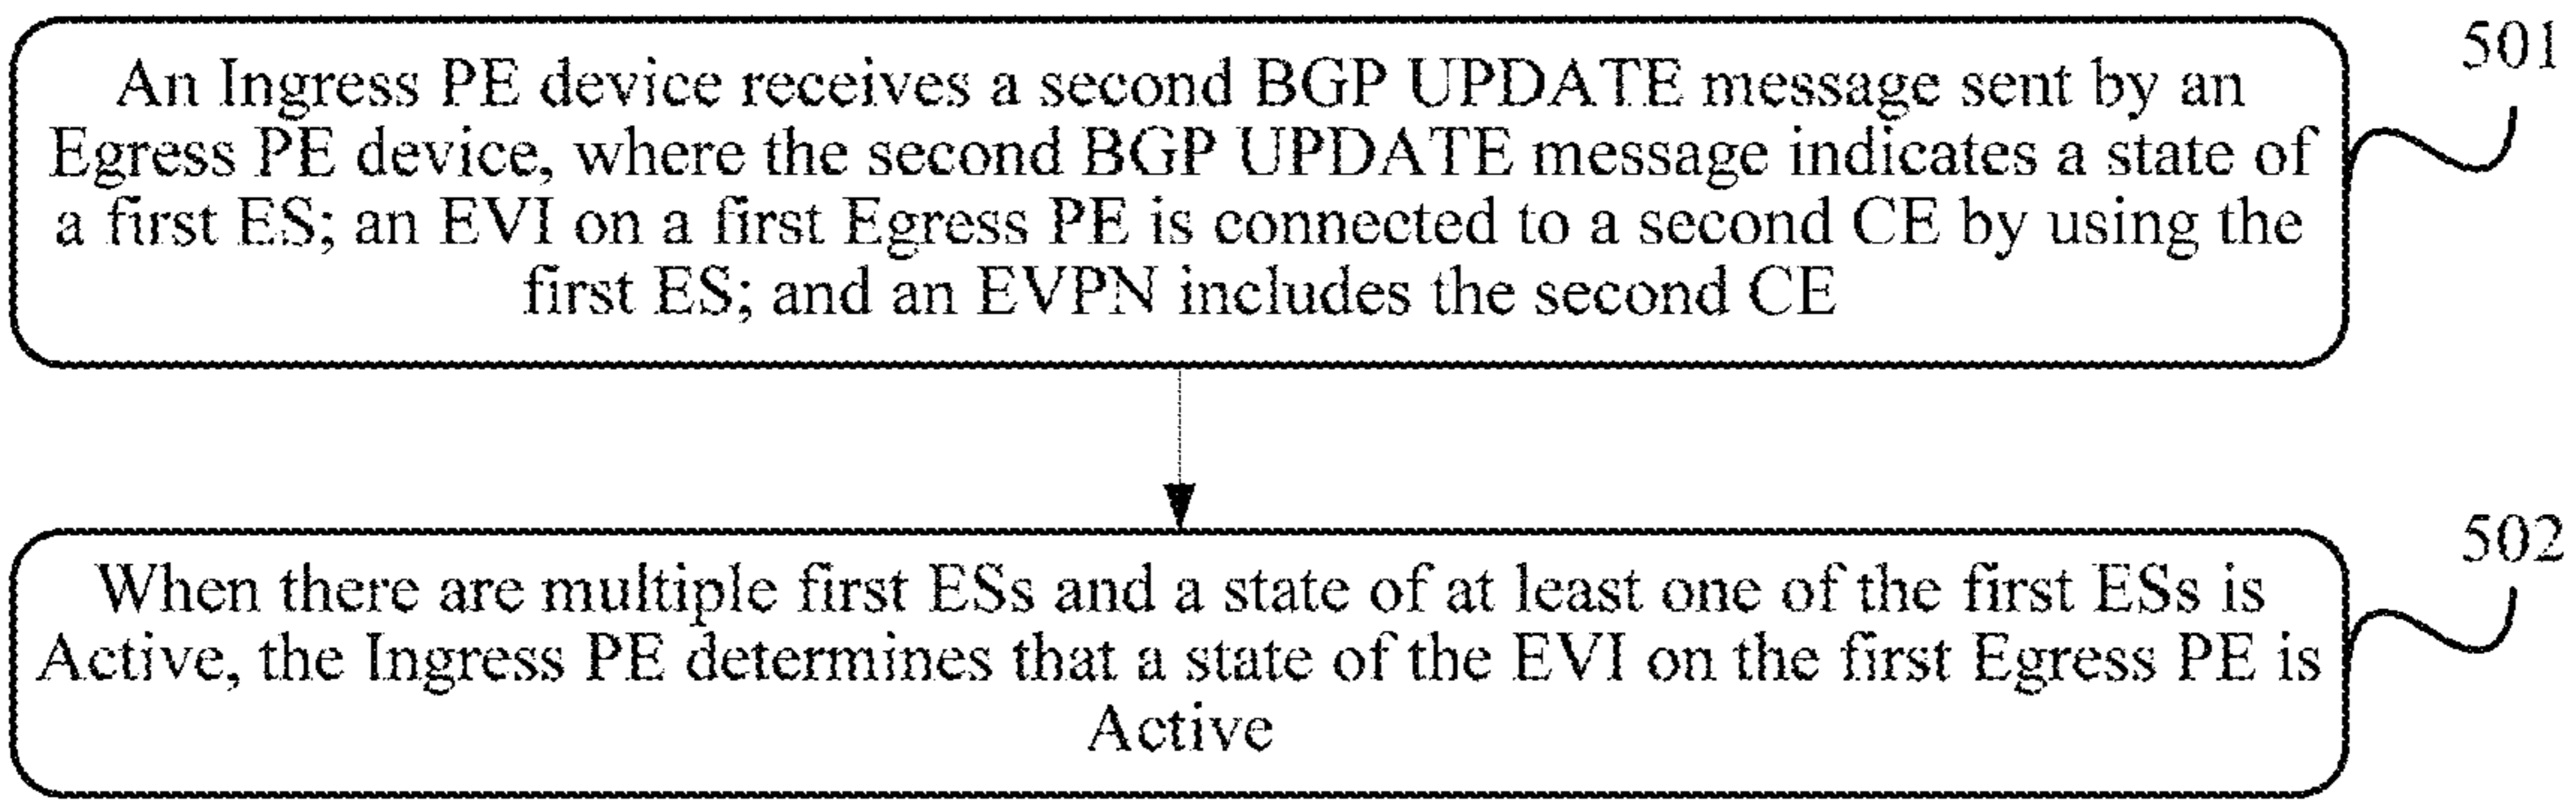 An Ingress PE device receives a second BGP UPDATE message sent by an
Egress PE device, where the second BGP UPDATE message indicates a state of
a first ES; an EVI on a first Egress PE is connected to a second CE by using the
first ES; and an EVPN includes the second CE
501
When there are multiple first ESs and a state of at least one of the first ESs is
Active, the Ingress PE determines that a state of the EVI on the first Egress PE is
Active
502